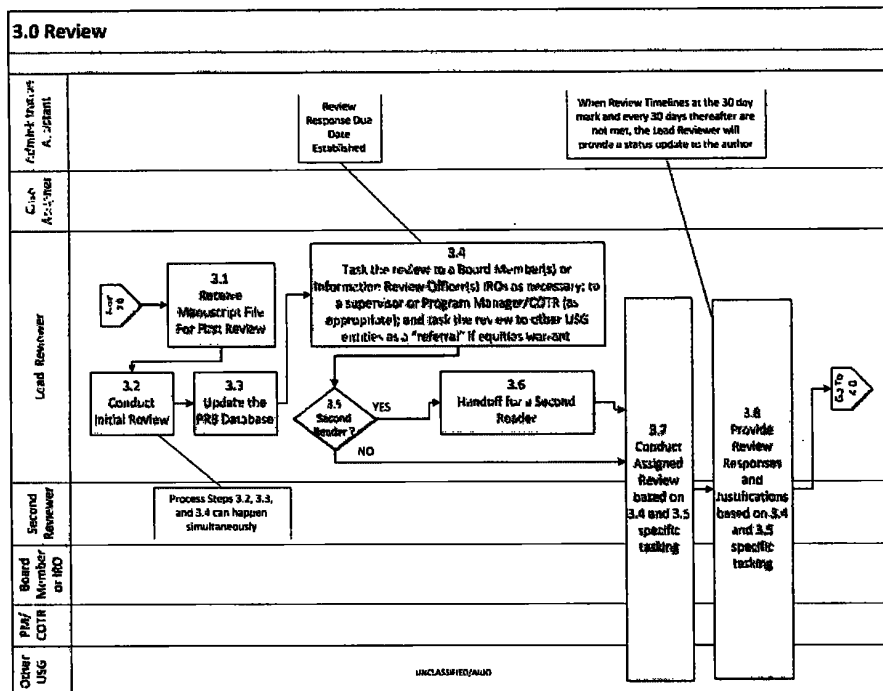 3.0 Review
Administrative
Assistant
Case
Assigner
Lead Reviewer
Second
Reviewer
Board
Member
or IRO
PM/
COTR
Other
USG
Review
Response Due
Date
Established
When Review Timelines at the 30 day
mark and every 30 days thereafter are
not met, the Lead Reviewer will
provide a status update to the author
3.1
Receive
Manuscript File
For First Review
3.2
Conduct
Initial Review
3.3
Update the
PRB Database
3.4
Task the review to a Board Member(s) or
Information Review Officer(s) IROs as necessary; to
a supervisor or Program Manager/COTR (as
appropriate); and task the review to other USG
entities as a "referral" if equities warrant
3.5
Second
Reader?
YES
NO
3.6
Handoff for a Second
Reader
3.7
Conduct
Assigned
Review
based on
3.4 and 3.5
specific
tasking
3.8
Provide
Review
Responses
and
Justifications
based on 3.4
and 3.5
specific
tasking
Go To
4.0
Process Steps 3.2, 3.3,
and 3.4 can happen
simultaneously
UNCLASSIFIED//AIUO